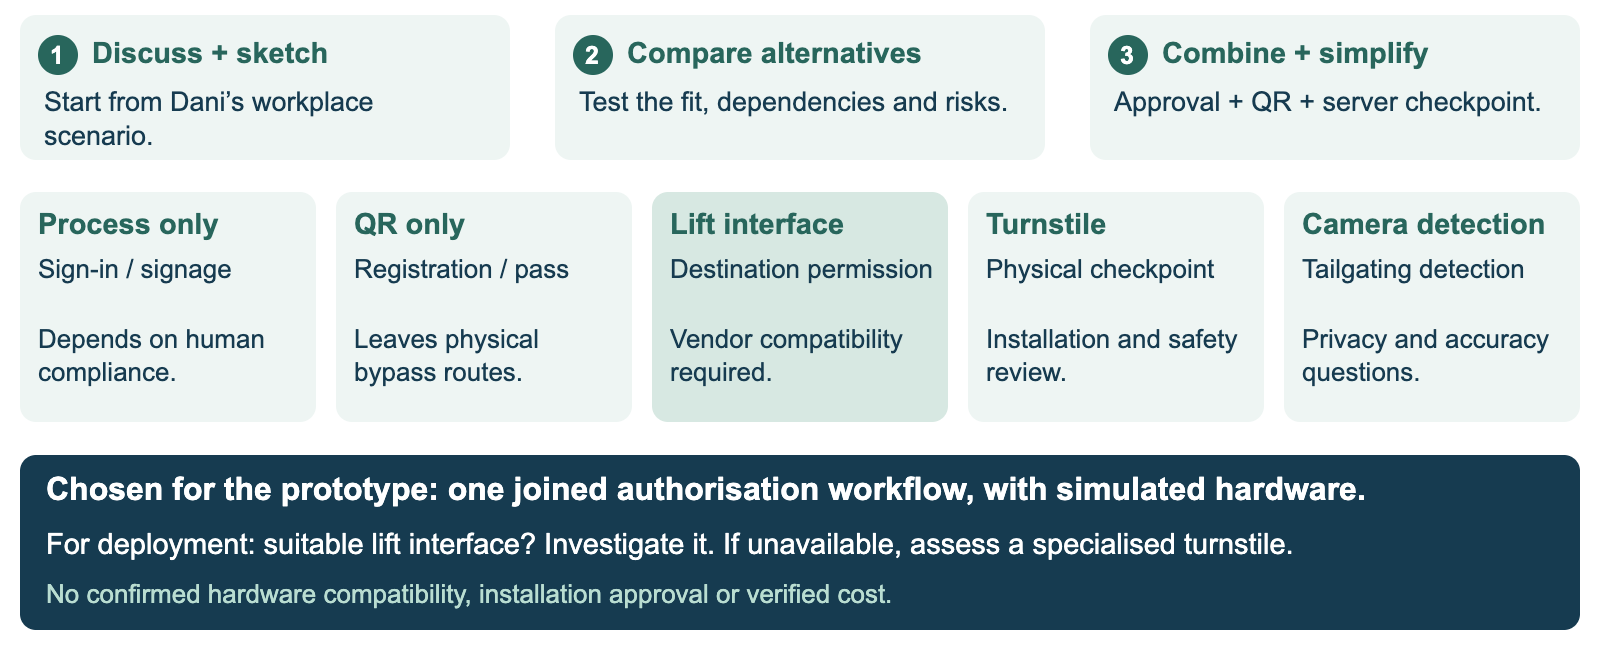 1 Discuss + sketch
Start from Dani’s workplace
scenario.
2 Compare alternatives
Test the fit, dependencies and risks.
3 Combine + simplify
Approval + QR + server checkpoint.
Process only
Sign-in / signage
Depends on human
compliance.
QR only
Registration / pass
Leaves physical
bypass routes.
Lift interface
Destination permission
Vendor compatibility
required.
Turnstile
Physical checkpoint
Installation and safety
review.
Camera detection
Tailgating detection
Privacy and accuracy
questions.
Chosen for the prototype: one joined authorisation workflow, with simulated hardware.
For deployment: suitable lift interface? Investigate it. If unavailable, assess a specialised turnstile.
No confirmed hardware compatibility, installation approval or verified cost.